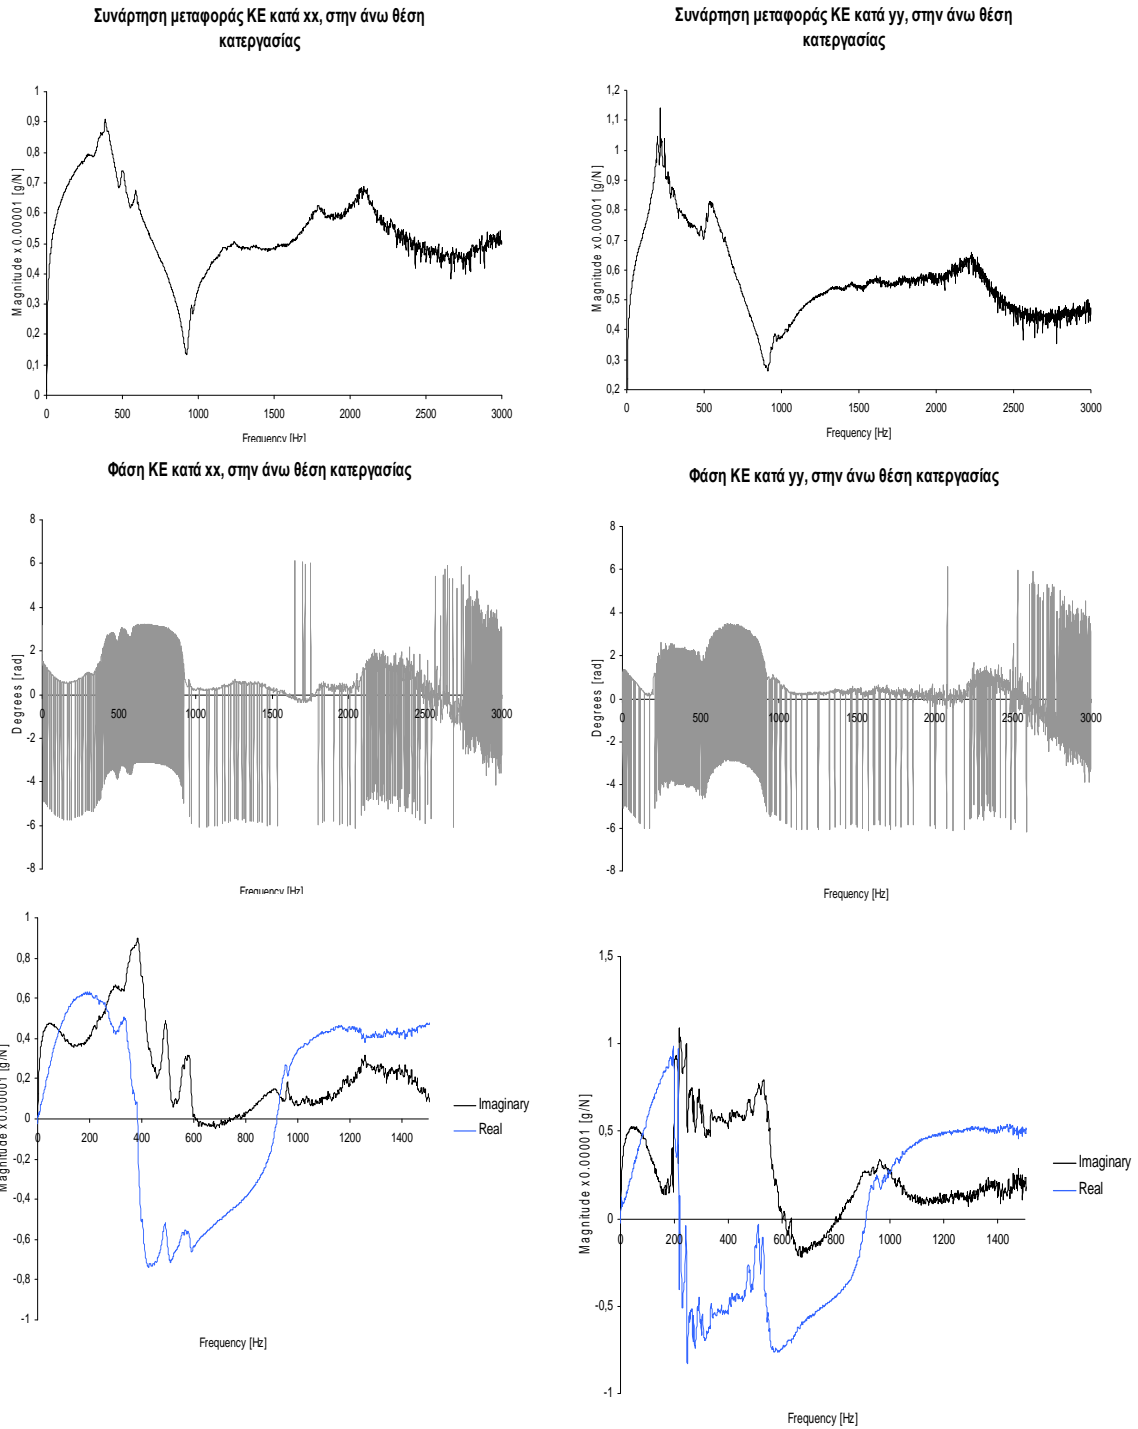 Συνάρτηση μεταφοράς ΚΕ κατά xx, στην άνω θέση
κατεργασίας
Magnitude x0.00001 [g/N]
1
0,9
0,8
0,7
0,6
0,5
0,4
0,3
0,2
0,1
0
0 500 1000 1500 2000 2500 3000
Frequency [Hz]
Συνάρτηση μεταφοράς ΚΕ κατά yy, στην άνω θέση
κατεργασίας
Magnitude x0.00001 [g/N]
1,2
1,1
1
0,9
0,8
0,7
0,6
0,5
0,4
0,3
0,2
0 500 1000 1500 2000 2500 3000
Frequency [Hz]
Φάση ΚΕ κατά xx, στην άνω θέση κατεργασίας
Degrees [rad]
8
6
4
2
0
-2
-4
-6
-8
0 500 1000 1500 2000 2500 3000
Frequency [Hz]
Φάση ΚΕ κατά yy, στην άνω θέση κατεργασίας
Degrees [rad]
8
6
4
2
0
-2
-4
-6
-8
0 500 1000 1500 2000 2500 3000
Frequency [Hz]
Magnitude x0.00001 [g/N]
1
0,8
0,6
0,4
0,2
0
-0,2
-0,4
-0,6
-0,8
-1
0 200 400 600 800 1000 1200 1400
Frequency [Hz]
Imaginary
Real
Magnitude x0.00001 [g/N]
1,5
1
0,5
0
-0,5
-1
0 200 400 600 800 1000 1200 1400
Frequency [Hz]
Imaginary
Real